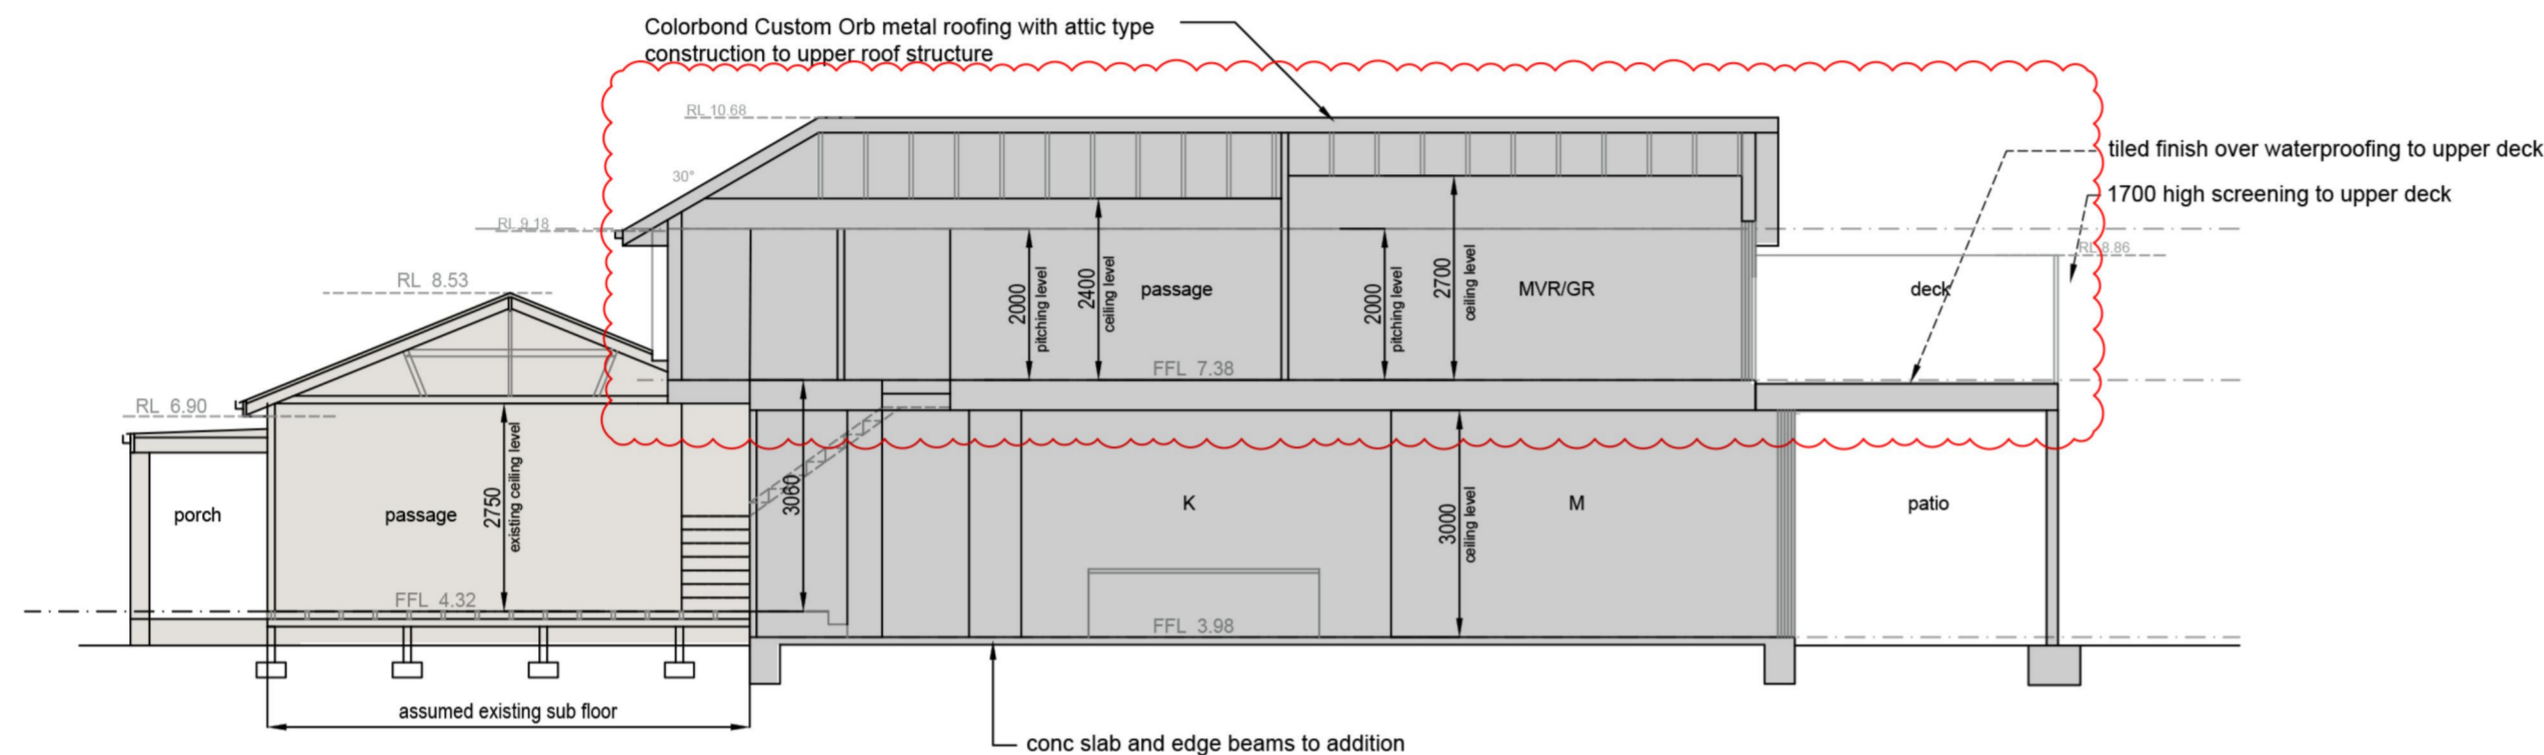 Colorbond Custom Orb metal roofing with attic type
construction to upper roof structure
RL 10.68
tiled finish over waterproofing to upper deck
30°
1700 high screening to upper deck
RL 9.18
RL 8.86
RL 8.53
2000
pitching level
2400
ceiling level
passage
2000
pitching level
2700
ceiling level
MVR/GR
deck
FFL 7.38
RL 6.90
porch
passage
2750
existing ceiling level
3060
K
3000
ceiling level
M
patio
FFL 4.32
FFL 3.98
assumed existing sub floor
conc slab and edge beams to addition